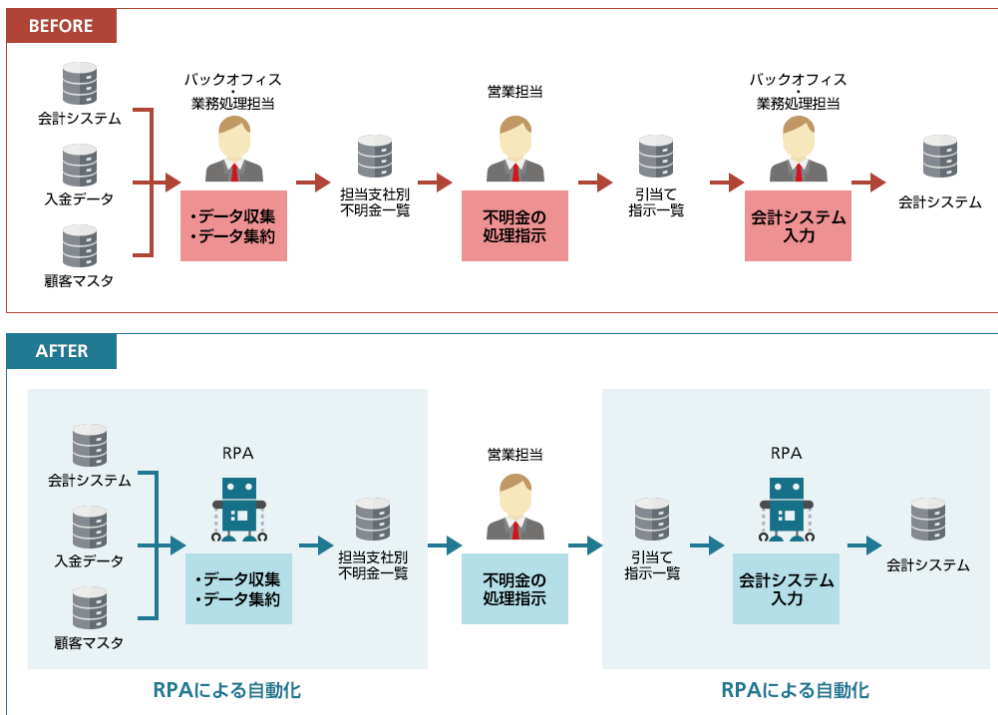 BEFORE
会計システム
入金データ
顧客マスタ
バックオフィス
・
業務処理担当
・データ収集
・データ集約
担当支社別
不明金一覧
営業担当
不明金の
処理指示
引当て
指示一覧
バックオフィス
・
業務処理担当
会計システム
入力
会計システム
AFTER
会計システム
入金データ
顧客マスタ
RPA
・データ収集
・データ集約
担当支社別
不明金一覧
営業担当
不明金の
処理指示
引当て
指示一覧
RPA
会計システム
入力
会計システム
RPAによる自動化
RPAによる自動化